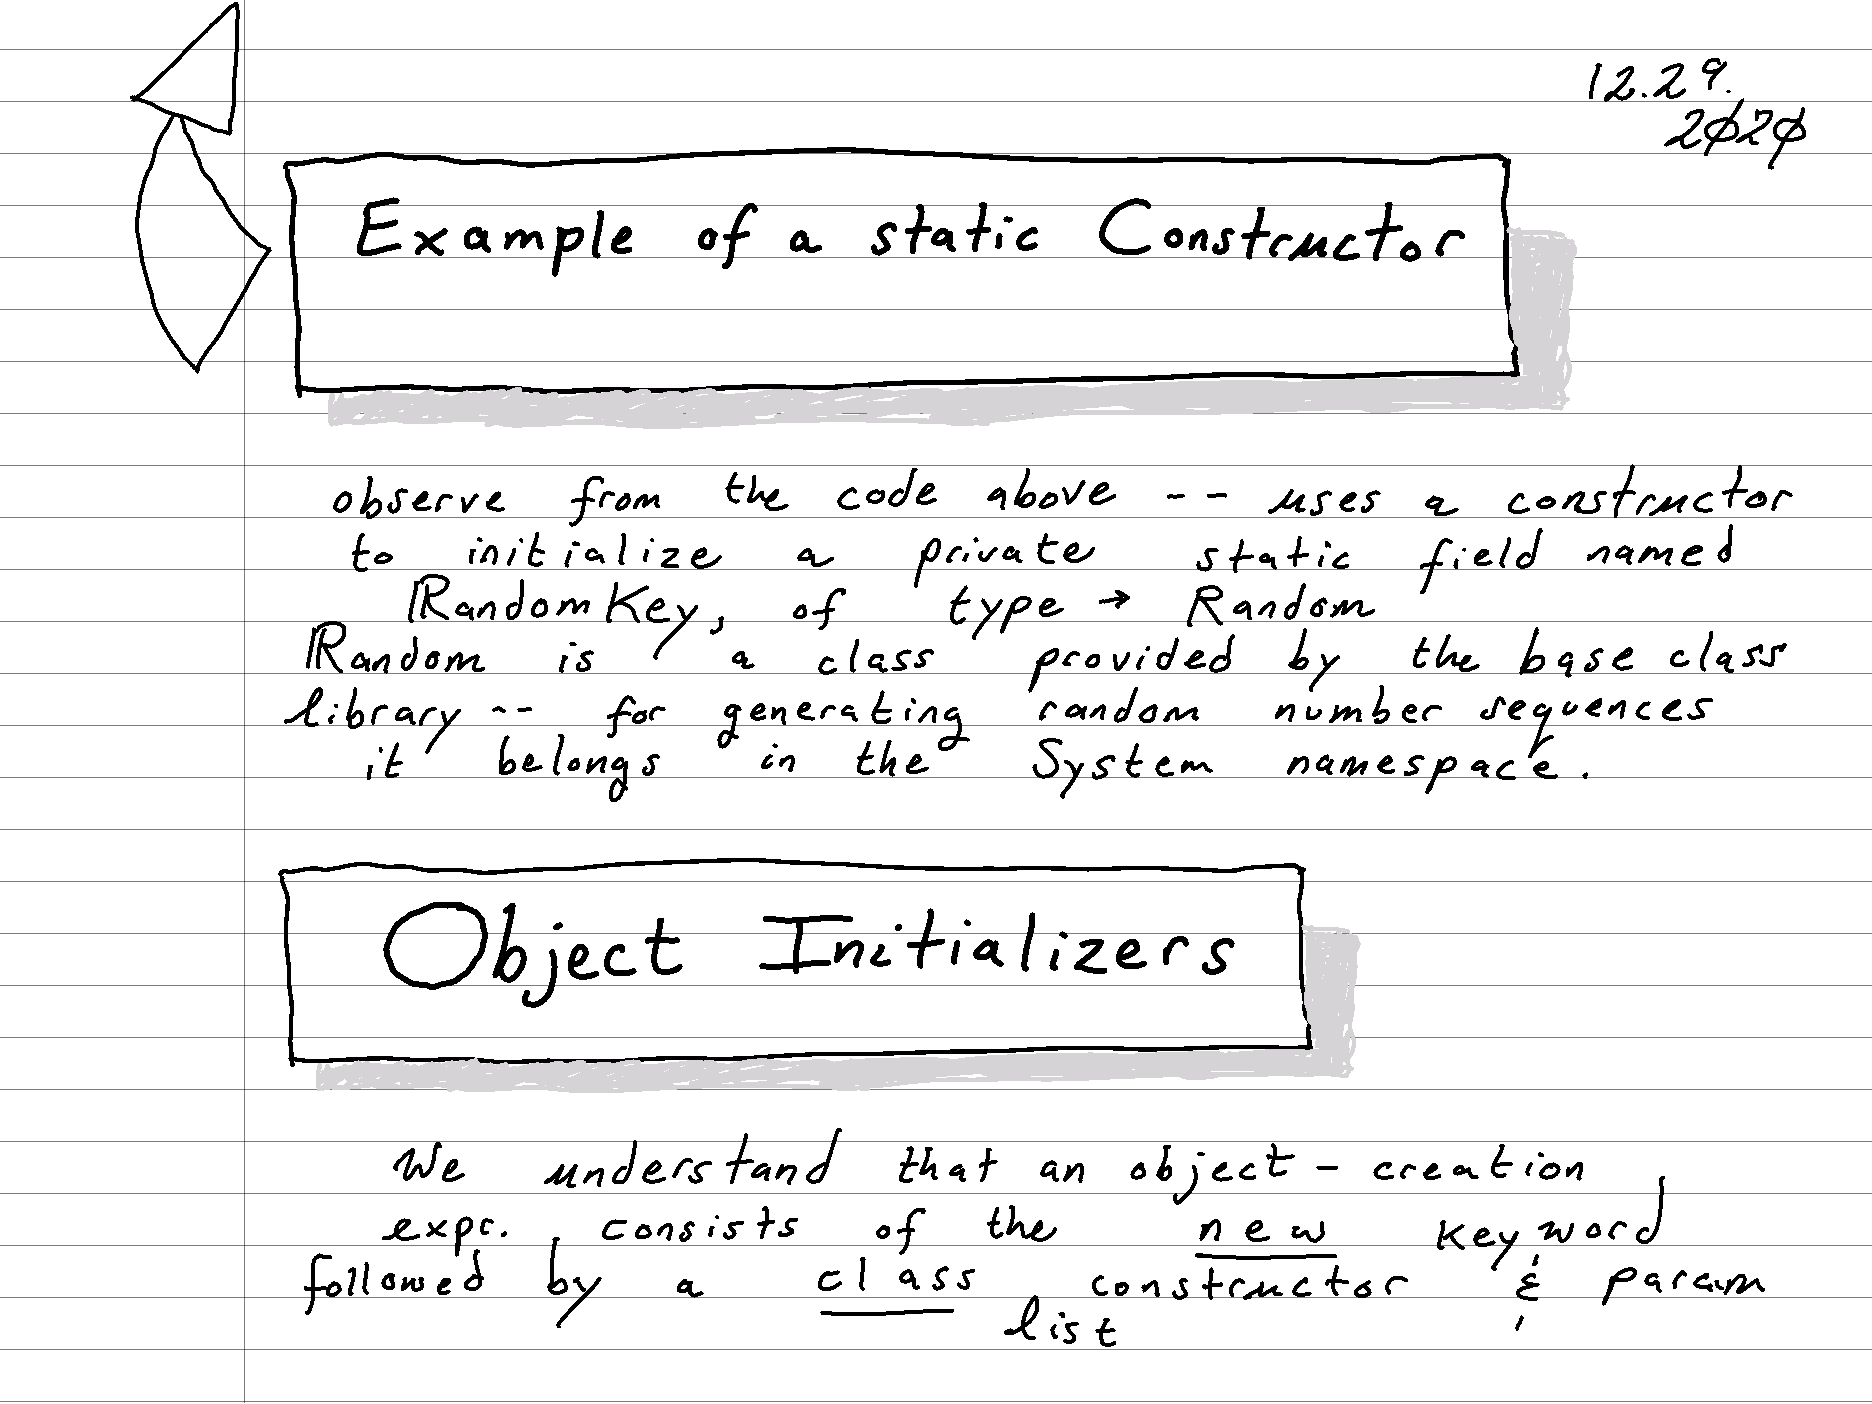 12.29.
2020
Example of a static Constructor
observe from the code above -- uses a constructor
to initialize a private static field named
RandomKey, of type → Random
Random is a class provided by the base class
library -- for generating random number sequences
it belongs in the System namespace.
Object Initializers
We understand that an object - creation
expr. consists of the new keyword
followed by a class constructor & param
list